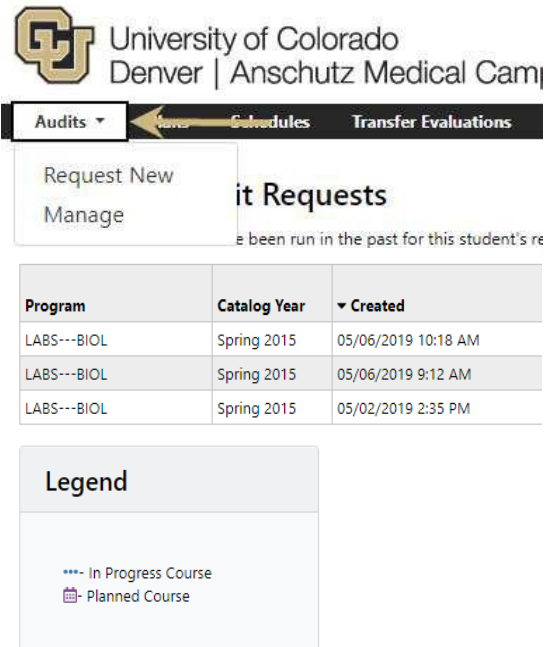 University of Colorado
Denver | Anschutz Medical Camp
Audits Schedules Transfer Evaluations
Request New
Manage
it Requests
e been run in the past for this student's re
Program Catalog Year Created
LABS---BIOL Spring 2015 05/06/2019 10:18 AM
LABS---BIOL Spring 2015 05/06/2019 9:12 AM
LABS---BIOL Spring 2015 05/02/2019 2:35 PM
Legend
- In Progress Course
- Planned Course